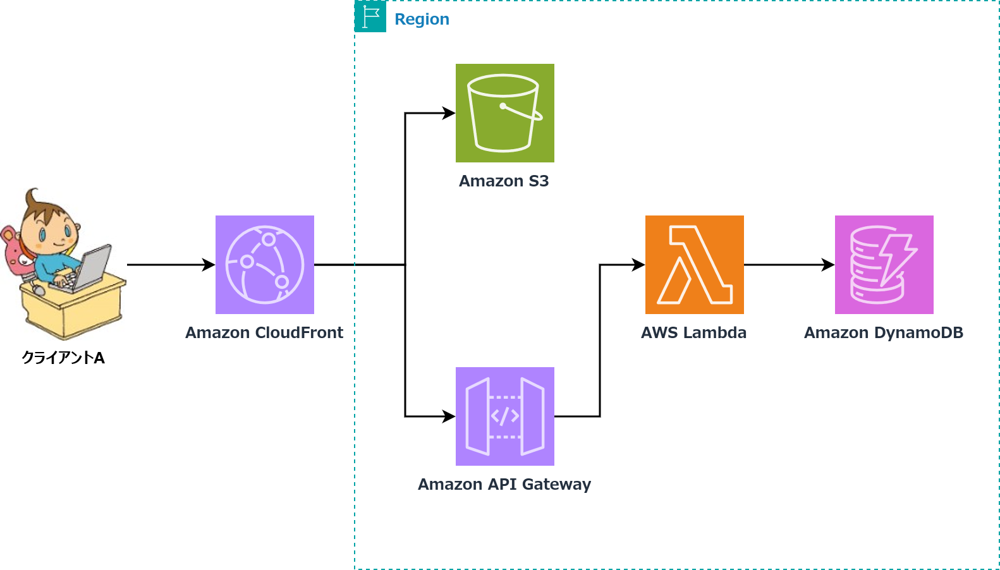 Region
Amazon S3
クライアントA
Amazon CloudFront
AWS Lambda
Amazon DynamoDB
Amazon API Gateway